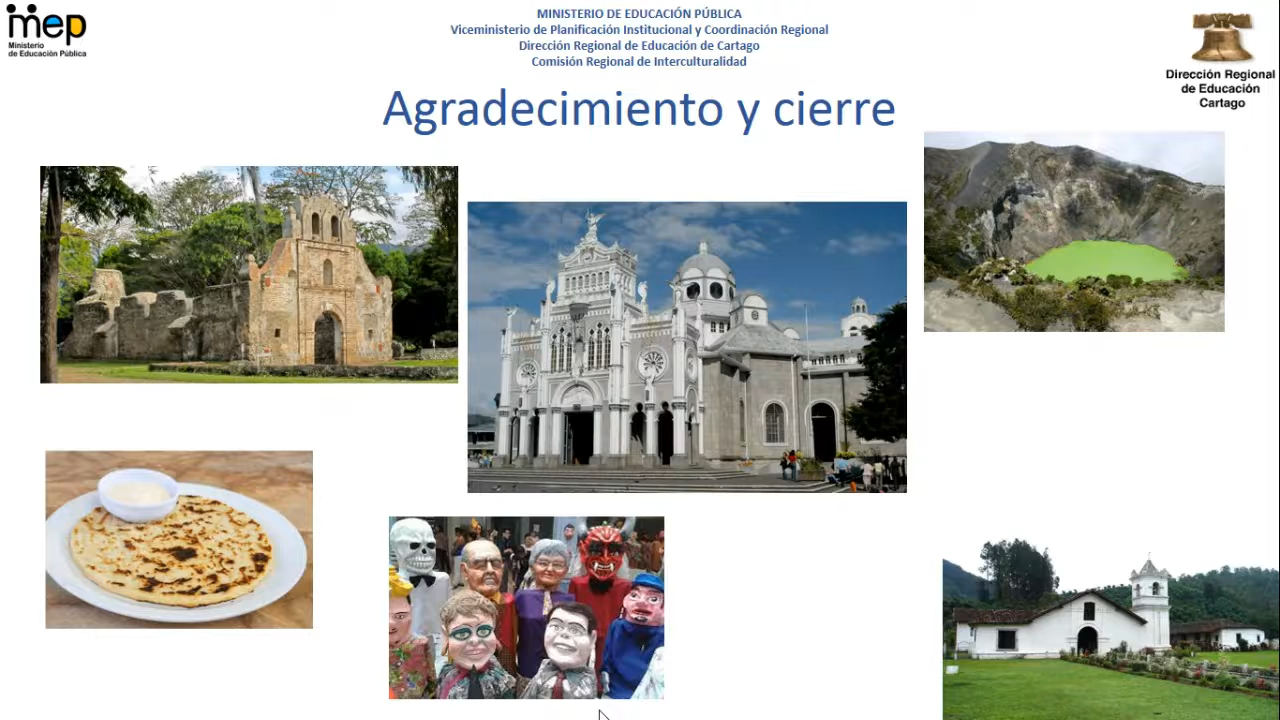 mep
Ministerio
de Educación Pública
MINISTERIO DE EDUCACIÓN PÚBLICA
Viceministerio de Planificación Institucional y Coordinación Regional
Dirección Regional de Educación de Cartago
Comisión Regional de Interculturalidad
Dirección Regional
de Educación
Cartago
Agradecimiento y cierre